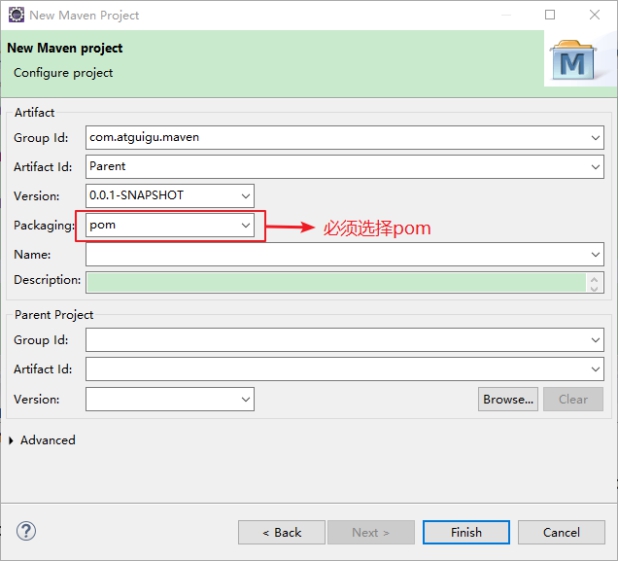 New Maven Project
New Maven project
Configure project
M
Artifact
Group Id: com.atguigu.maven
Artifact Id: Parent
Version: 0.0.1-SNAPSHOT
Packaging: pom 必须选择pom
Name:
Description:
Parent Project
Group Id:
Artifact Id:
Version: Browse... Clear
Advanced
? < Back Next > Finish Cancel